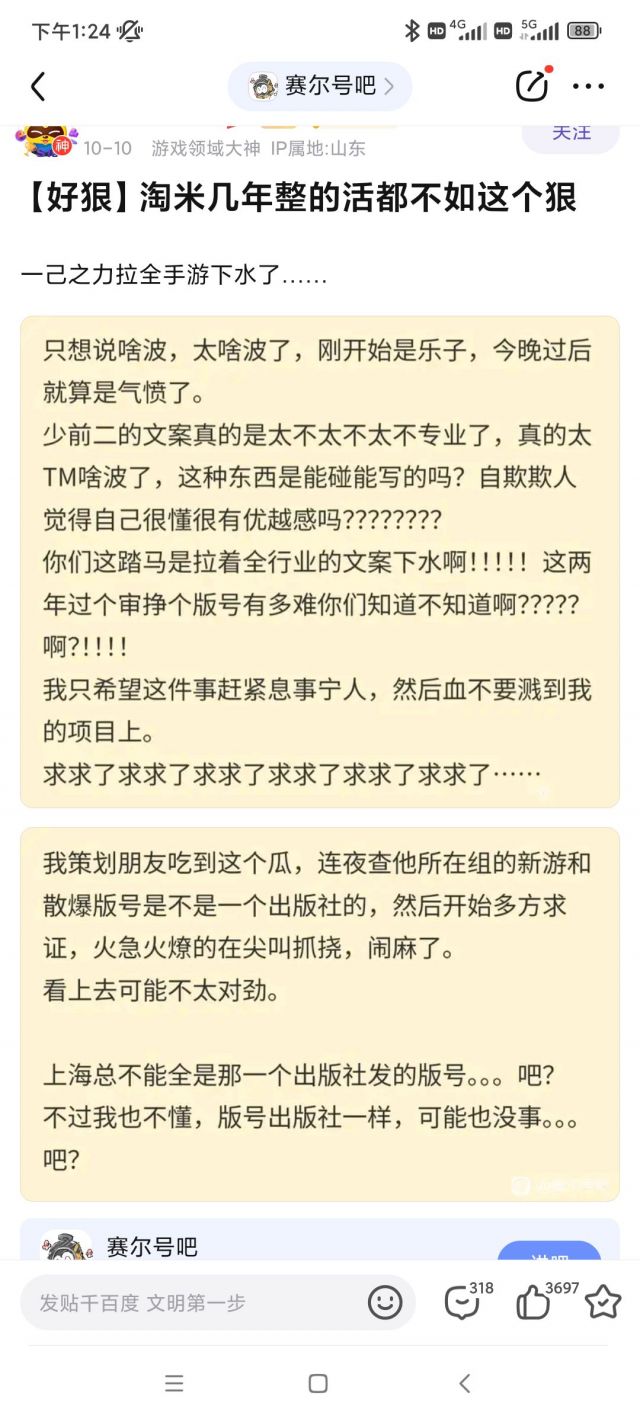 下午1:24
HD 4G HD 5G 88
赛尔号吧
神 10-10 游戏领域大神 IP属地:山东
关注
【好狠】淘米几年整的活都不如这个狠
一己之力拉全手游下水了……
只想说啥波，太啥波了，刚开始是乐子，今晚过后
就算是气愤了。
少前二的文案真的是太不太不太不专业了，真的太
TM啥波了，这种东西是能碰能写的吗？自欺欺人
觉得自己很懂很有优越感吗????????
你们这踏马是拉着全行业的文案下水啊!!!!! 这两
年过个审挣个版号有多难你们知道不知道啊?????
啊?!!!!
我只希望这件事赶紧息事宁人，然后血不要溅到我
的项目上。
求求了求求了求求了求求了求求了求求了……
我策划朋友吃到这个瓜，连夜查他所在组的新游和
散爆版号是不是一个出版社的，然后开始多方求
证，火急火燎的在尖叫抓挠，闹麻了。
看上去可能不太对劲。
上海总不能全是那一个出版社发的版号。。。吧？
不过我也不懂，版号出版社一样，可能也没事。。。
吧？
赛尔号吧
进吧
发贴千百度 文明第一步
318
3697